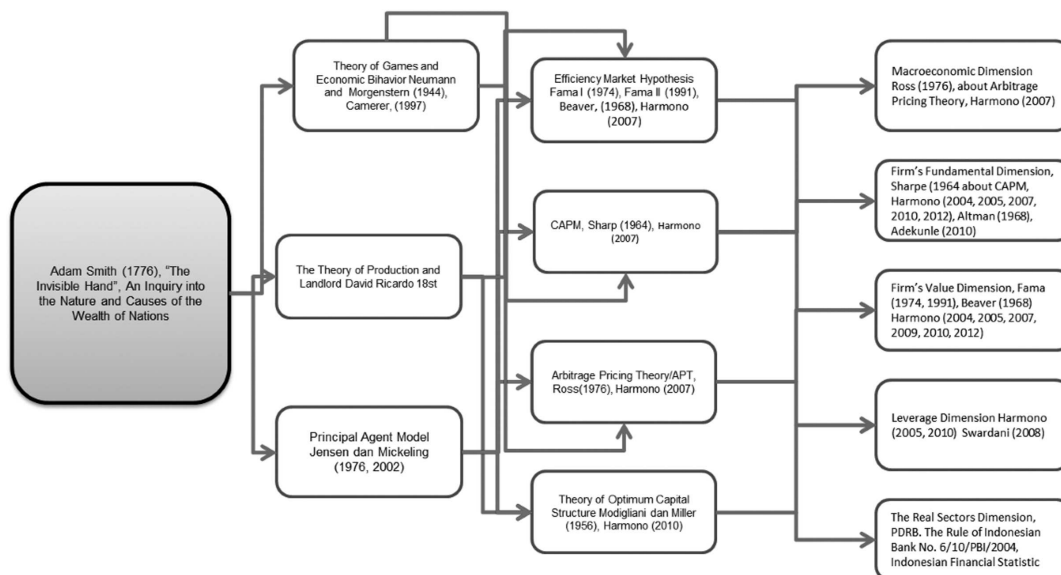 Adam Smith (1776), "The
Invisible Hand", An Inquiry into
the Nature and Causes of the
Wealth of Nations
Theory of Games and
Economic Bihavior Neumann
and Morgenstern (1944),
Camerer, (1997)
The Theory of Production and
Landlord David Ricardo 18st
Principal Agent Model
Jensen dan Mickeling
(1976, 2002)
Efficiency Market Hypothesis
Fama I (1974), Fama II (1991),
Beaver, (1968), Harmono
(2007)
CAPM, Sharp (1964), Harmono
(2007)
Arbitrage Pricing Theory/APT,
Ross(1976), Harmono (2007)
Theory of Optimum Capital
Structure Modigliani dan Miller
(1956), Harmono (2010)
Macroeconomic Dimension
Ross (1976), about Arbitrage
Pricing Theory, Harmono (2007)
Firm's Fundamental Dimension,
Sharpe (1964 about CAPM,
Harmono (2004, 2005, 2007,
2010, 2012), Altman (1968),
Adekunle (2010)
Firm's Value Dimension, Fama
(1974, 1991), Beaver (1968)
Harmono (2004, 2005, 2007,
2009, 2010, 2012)
Leverage Dimension Harmono
(2005, 2010) Swardani (2008)
The Real Sectors Dimension,
PDRB. The Rule of Indonesian
Bank No. 6/10/PBI/2004,
Indonesian Financial Statistic